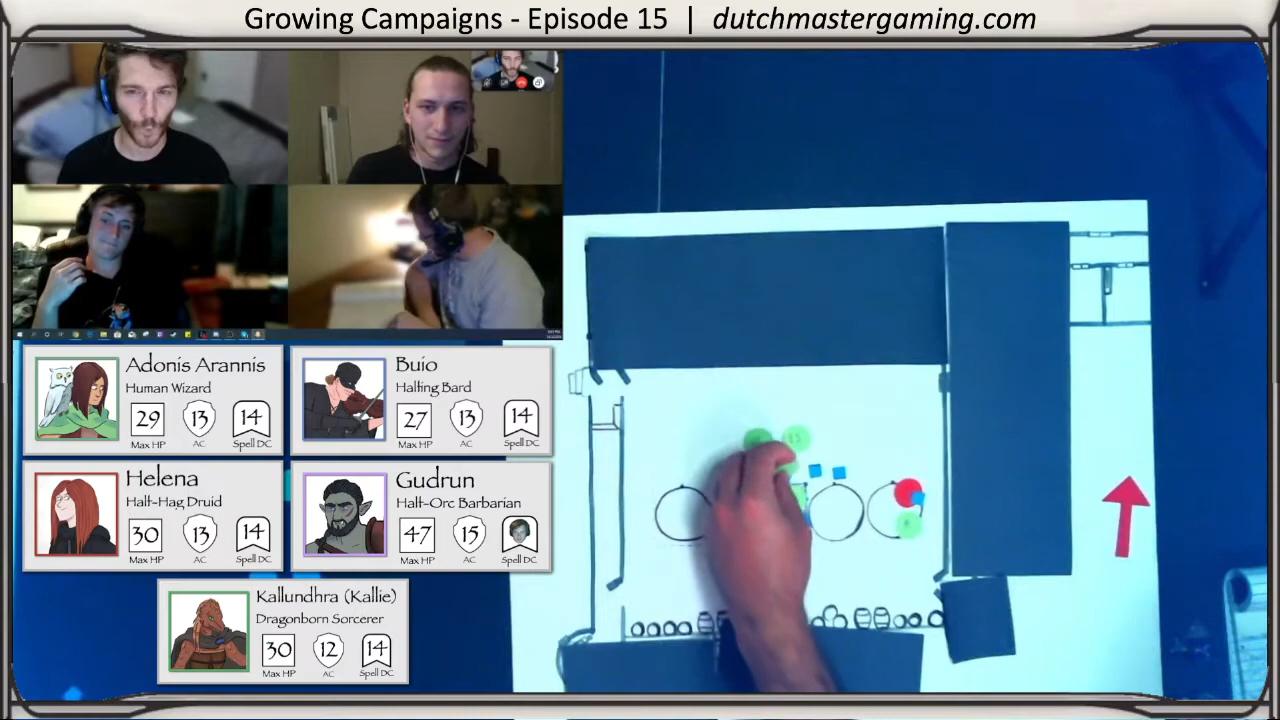 Growing Campaigns - Episode 15 | dutchmastergaming.com
Adonis Arannis
Human Wizard
29
13
14
Max HP
AC
Spell DC
Buio
Halfing Bard
27
13
14
Max HP
AC
Spell DC
Helena
Half-Hag Druid
30
13
14
Max HP
AC
Spell DC
Gudrun
Half-Orc Barbarian
47
15
Max HP
AC
Spell DC
Kallundhra (Kallie)
Dragonborn Sorcerer
30
12
14
Max HP
AC
Spell DC